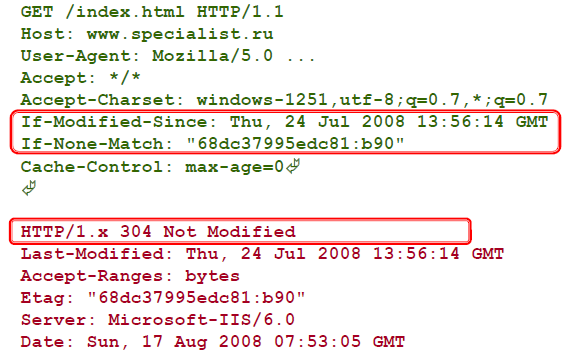 GET /index.html HTTP/1.1
Host: www.specialist.ru
User-Agent: Mozilla/5.0 ...
Accept: */*
Accept-Charset: windows-1251,utf-8;q=0.7,*;q=0.7
If-Modified-Since: Thu, 24 Jul 2008 13:56:14 GMT
If-None-Match: "68dc37995edc81:b90"
Cache-Control: max-age=0↵
↵
HTTP/1.x 304 Not Modified
Last-Modified: Thu, 24 Jul 2008 13:56:14 GMT
Accept-Ranges: bytes
Etag: "68dc37995edc81:b90"
Server: Microsoft-IIS/6.0
Date: Sun, 17 Aug 2008 07:53:05 GMT